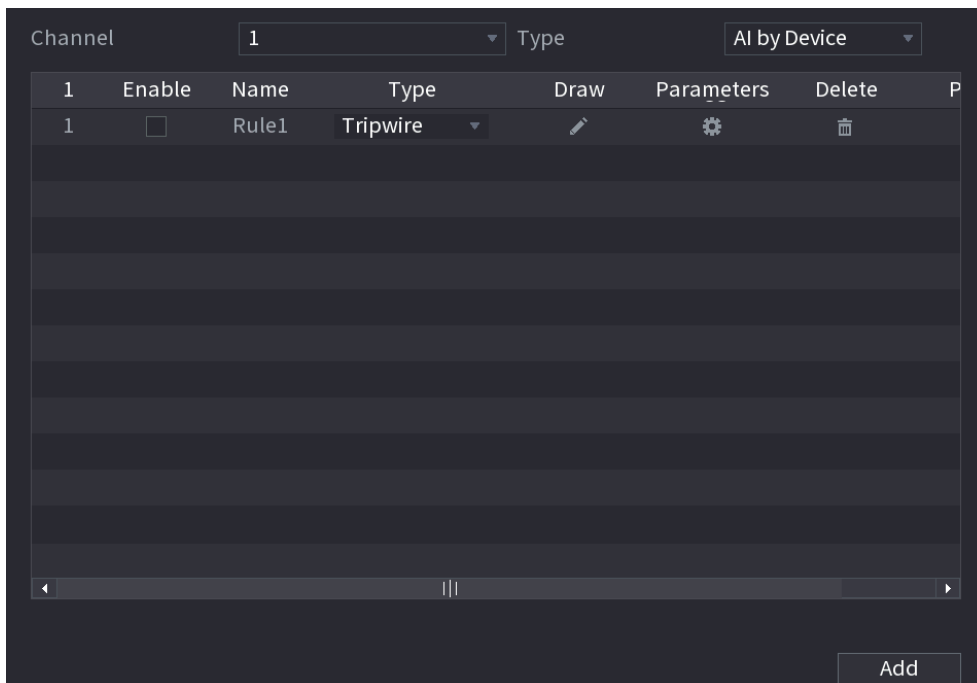 Channel 1 Type AI by Device
1 Enable Name Type Draw Parameters Delete P
1 Rule1 Tripwire
Add